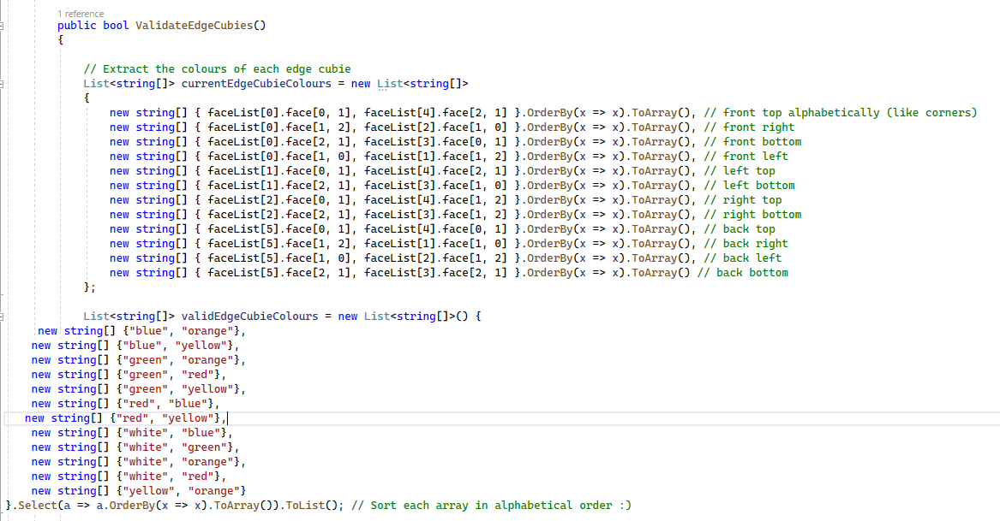 1 reference
public bool ValidateEdgeCubies()
{
// Extract the colours of each edge cubie
List<string[]> currentEdgeCubieColours = new List<string[]>
{
new string[] { faceList[0].face[0, 1], faceList[4].face[2, 1] }.OrderBy(x => x).ToArray(), // front top alphabetically (like corners)
new string[] { faceList[0].face[1, 2], faceList[2].face[1, 0] }.OrderBy(x => x).ToArray(), // front right
new string[] { faceList[0].face[2, 1], faceList[3].face[0, 1] }.OrderBy(x => x).ToArray(), // front bottom
new string[] { faceList[0].face[1, 0], faceList[1].face[1, 2] }.OrderBy(x => x).ToArray(), // front left
new string[] { faceList[1].face[0, 1], faceList[4].face[2, 1] }.OrderBy(x => x).ToArray(), // left top
new string[] { faceList[1].face[2, 1], faceList[3].face[1, 0] }.OrderBy(x => x).ToArray(), // left bottom
new string[] { faceList[2].face[0, 1], faceList[4].face[1, 2] }.OrderBy(x => x).ToArray(), // right top
new string[] { faceList[2].face[2, 1], faceList[3].face[1, 2] }.OrderBy(x => x).ToArray(), // right bottom
new string[] { faceList[5].face[0, 1], faceList[4].face[0, 1] }.OrderBy(x => x).ToArray(), // back top
new string[] { faceList[5].face[1, 2], faceList[1].face[1, 0] }.OrderBy(x => x).ToArray(), // back right
new string[] { faceList[5].face[1, 0], faceList[2].face[1, 2] }.OrderBy(x => x).ToArray(), // back left
new string[] { faceList[5].face[2, 1], faceList[3].face[2, 1] }.OrderBy(x => x).ToArray() // back bottom
};
List<string[]> validEdgeCubieColours = new List<string[]>() {
new string[] {"blue", "orange"},
new string[] {"blue", "yellow"},
new string[] {"green", "orange"},
new string[] {"green", "red"},
new string[] {"green", "yellow"},
new string[] {"red", "blue"},
new string[] {"red", "yellow"},
new string[] {"white", "blue"},
new string[] {"white", "green"},
new string[] {"white", "orange"},
new string[] {"white", "red"},
new string[] {"yellow", "orange"}
}.Select(a => a.OrderBy(x => x).ToArray()).ToList(); // Sort each array in alphabetical order :)